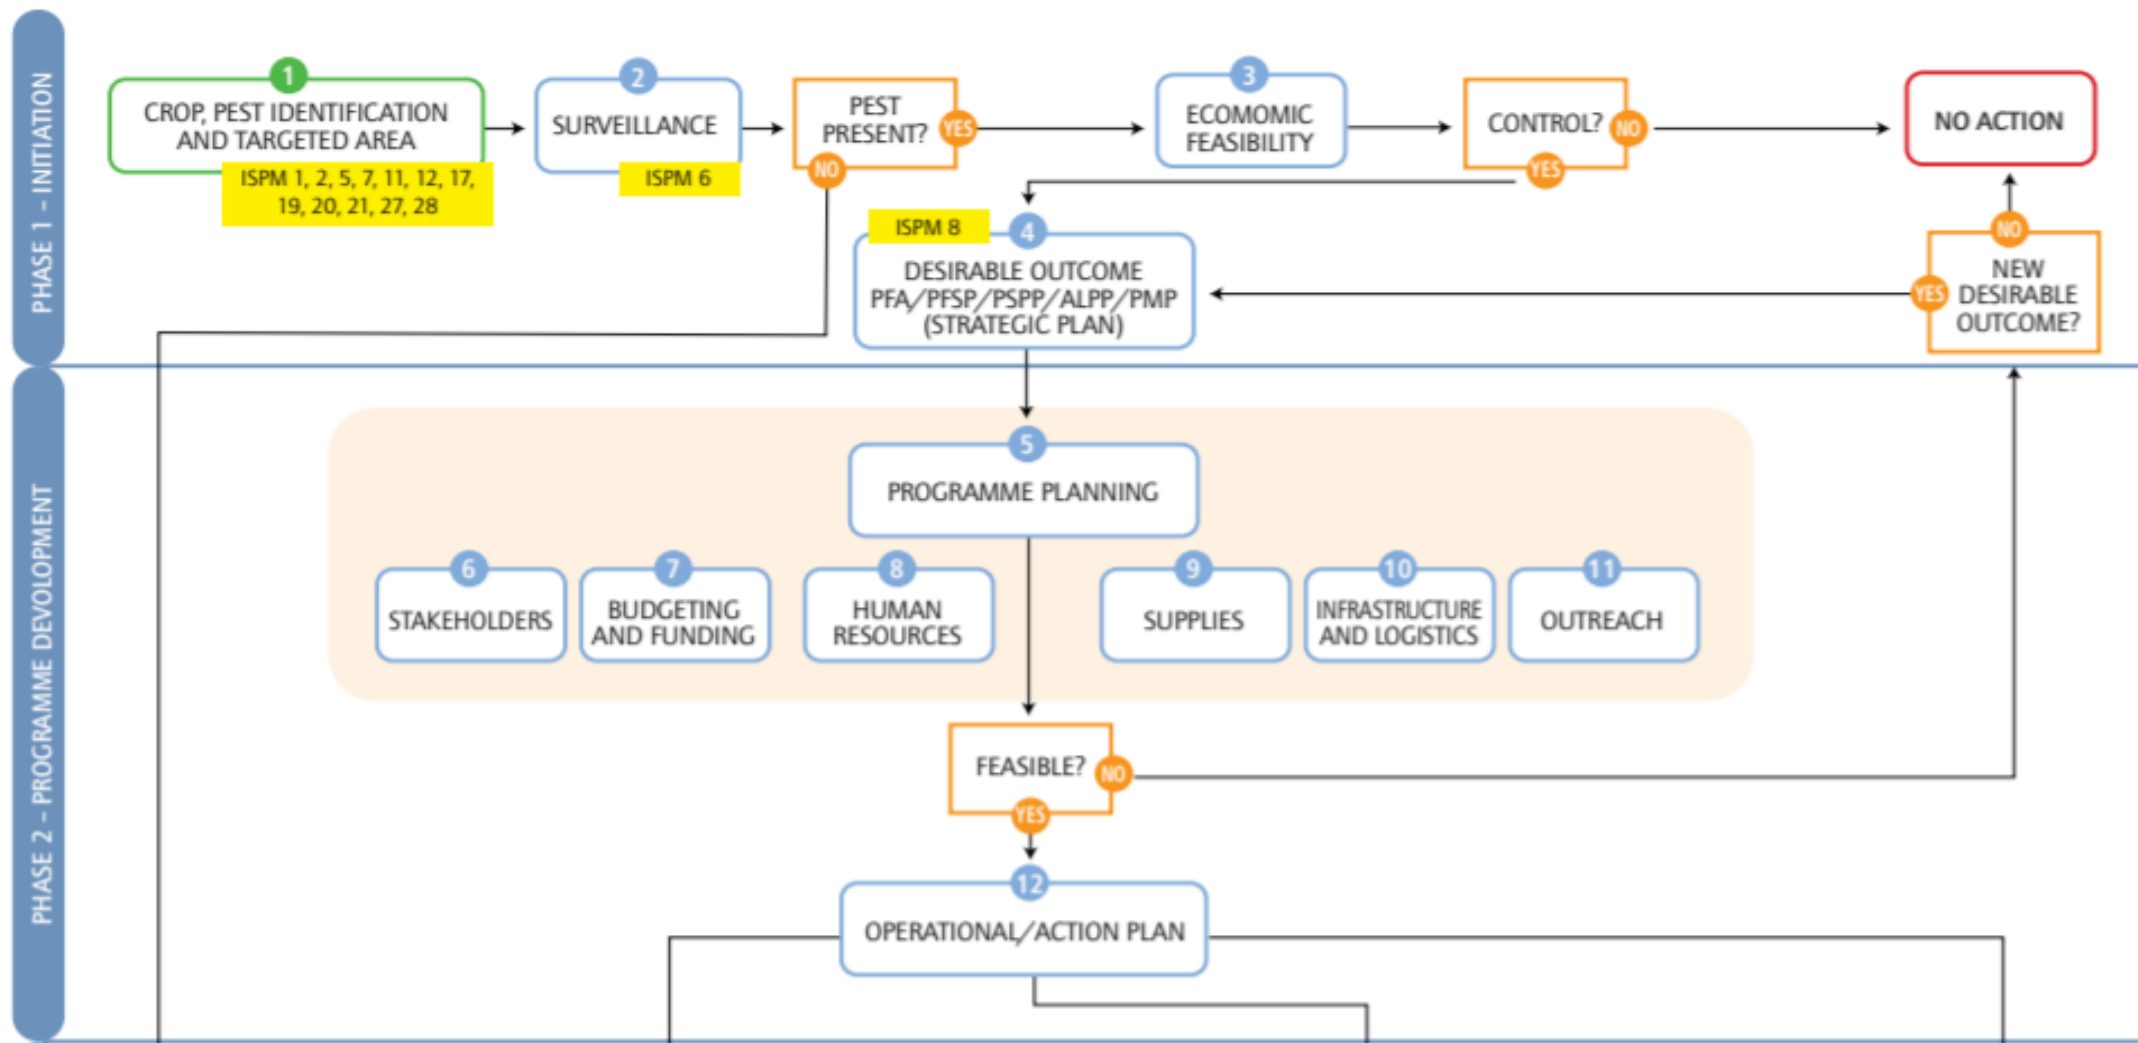 PHASE 1 – INITIATION
1
CROP, PEST IDENTIFICATION
AND TARGETED AREA
ISPM 1, 2, 5, 7, 11, 12, 17,
19, 20, 21, 27, 28
2
SURVEILLANCE
ISPM 6
PEST
PRESENT?
YES
NO
3
ECOMOMIC
FEASIBILITY
CONTROL?
NO
YES
NO ACTION
ISPM 8
4
DESIRABLE OUTCOME
PFA/PFSP/PSPP/ALPP/PMP
(STRATEGIC PLAN)
NO
YES
NEW
DESIRABLE
OUTCOME?
PHASE 2 – PROGRAMME DEVOLOPMENT
5
PROGRAMME PLANNING
6
STAKEHOLDERS
7
BUDGETING
AND FUNDING
8
HUMAN
RESOURCES
9
SUPPLIES
10
INFRASTRUCTURE
AND LOGISTICS
11
OUTREACH
FEASIBLE?
NO
YES
12
OPERATIONAL/ACTION PLAN